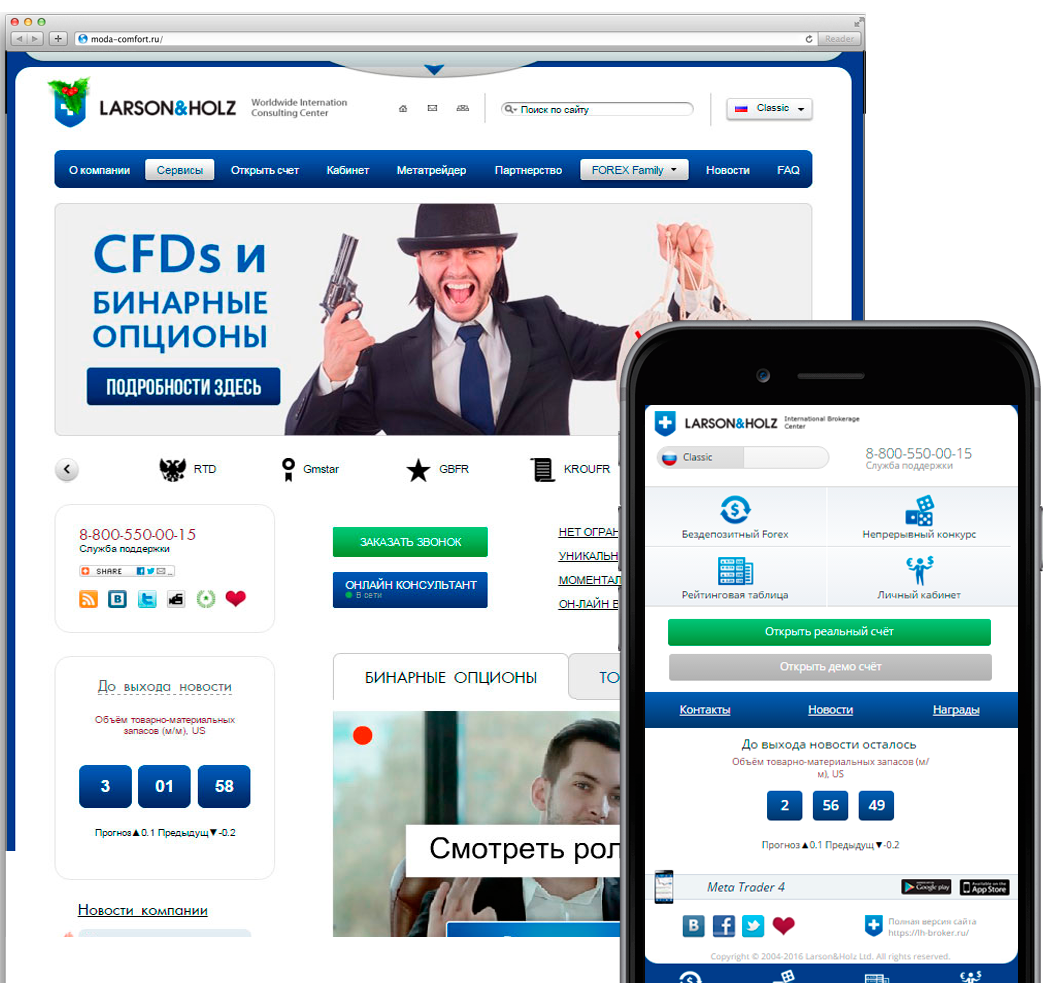 moda-comfort.ru/
Reader
LARSON&HOLZ
Worldwide Internation
Consulting Center
Поиск по сайту
Classic
О компании
Сервисы
Открыть счет
Кабинет
Метатрейдер
Партнерство
FOREX Family
Новости
FAQ
CFDs и
БИНАРНЫЕ
ОПЦИОНЫ
ПОДРОБНОСТИ ЗДЕСЬ
RTD
Gmstar
GBFR
KROUFR
8-800-550-00-15
Служба поддержки
SHARE
ЗАКАЗАТЬ ЗВОНОК
ОНЛАЙН КОНСУЛЬТАНТ
В сети
НЕТ ОГРАН
УНИКАЛЬН
МОМЕНТАЛ
ОН-ЛАЙН В
До выхода новости
Объём товарно-материальных
запасов (м/м), US
3 01 58
Прогноз▲0.1 Предыдущ▼-0.2
Новости компании
БИНАРНЫЕ ОПЦИОНЫ
ТО
Смотреть рол
LARSON&HOLZ
International Brokerage
Center
Classic
8-800-550-00-15
Служба поддержки
Бездепозитный Forex
Непрерывный конкурс
Рейтинговая таблица
Личный кабинет
Открыть реальный счёт
Открыть демо счёт
Контакты
Новости
Награды
До выхода новости осталось
Объём товарно-материальных запасов (м/
м), US
2 56 49
Прогноз▲0.1 Предыдущ▼-0.2
Meta Trader 4
Google play
Available on the
App Store
Полная версия сайта
https://lh-broker.ru/
Copyright © 2004-2016 Larson&Holz Ltd. All rights reserved.